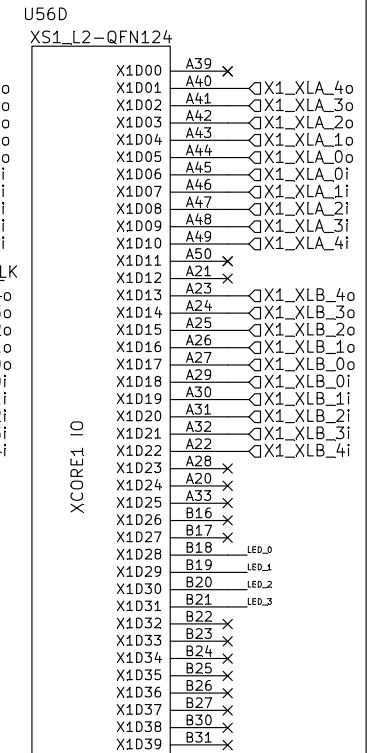 U56D
XS1_L2-QFN124
X1D00 A39
X1D01 A40 X1_XLA_4o
X1D02 A41 X1_XLA_3o
X1D03 A42 X1_XLA_2o
X1D04 A43 X1_XLA_1o
X1D05 A44 X1_XLA_0o
X1D06 A45 X1_XLA_0i
X1D07 A46 X1_XLA_1i
X1D08 A47 X1_XLA_2i
X1D09 A48 X1_XLA_3i
X1D10 A49 X1_XLA_4i
X1D11 A50
X1D12 A21
X1D13 A23 X1_XLB_4o
X1D14 A24 X1_XLB_3o
X1D15 A25 X1_XLB_2o
X1D16 A26 X1_XLB_1o
X1D17 A27 X1_XLB_0o
X1D18 A29 X1_XLB_0i
X1D19 A30 X1_XLB_1i
X1D20 A31 X1_XLB_2i
X1D21 A32 X1_XLB_3i
X1D22 A22 X1_XLB_4i
X1D23 A28
X1D24 A20
X1D25 A33
X1D26 B16
X1D27 B17
X1D28 B18 LED_0
X1D29 B19 LED_1
X1D30 B20 LED_2
X1D31 B21 LED_3
X1D32 B22
X1D33 B23
X1D34 B24
X1D35 B25
X1D36 B26
X1D37 B27
X1D38 B30
X1D39 B31
XCORE1 IO